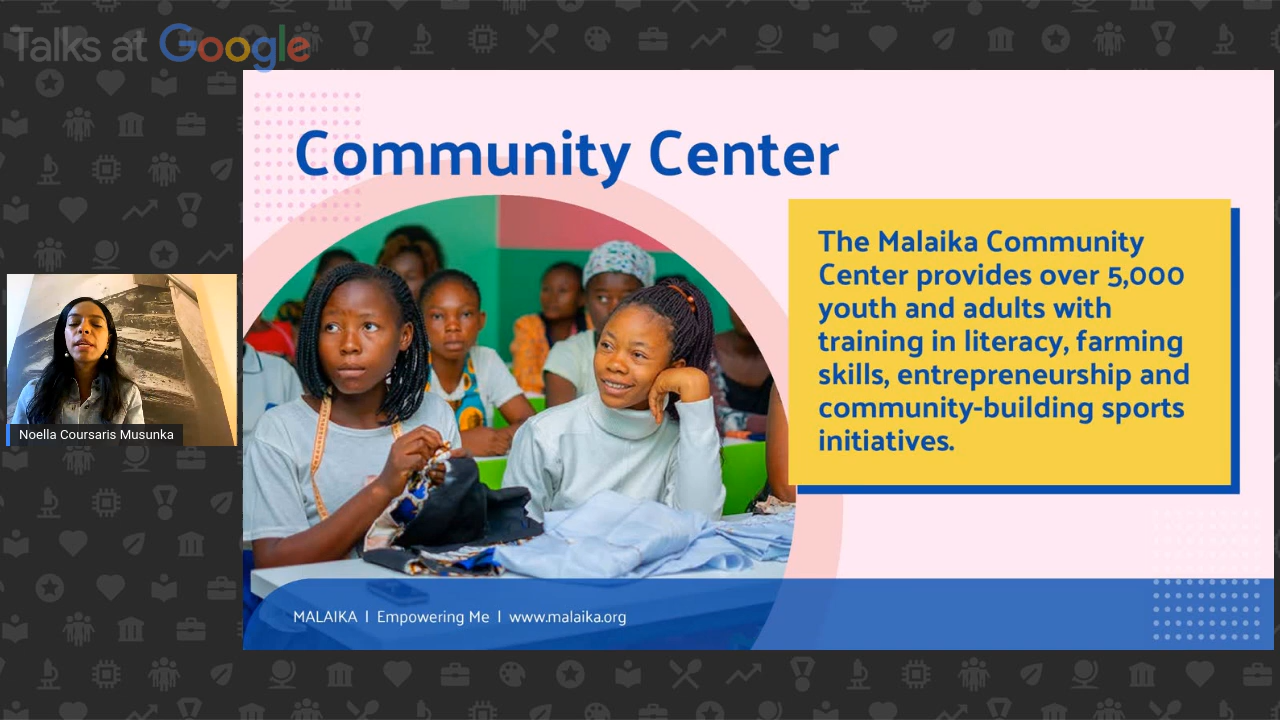 Talks at Google
Community Center
The Malaika Community
Center provides over 5,000
youth and adults with
training in literacy, farming
skills, entrepreneurship and
community-building sports
initiatives.
Noella Coursaris Musunka
MALAIKA I Empowering Me I www.malaika.org